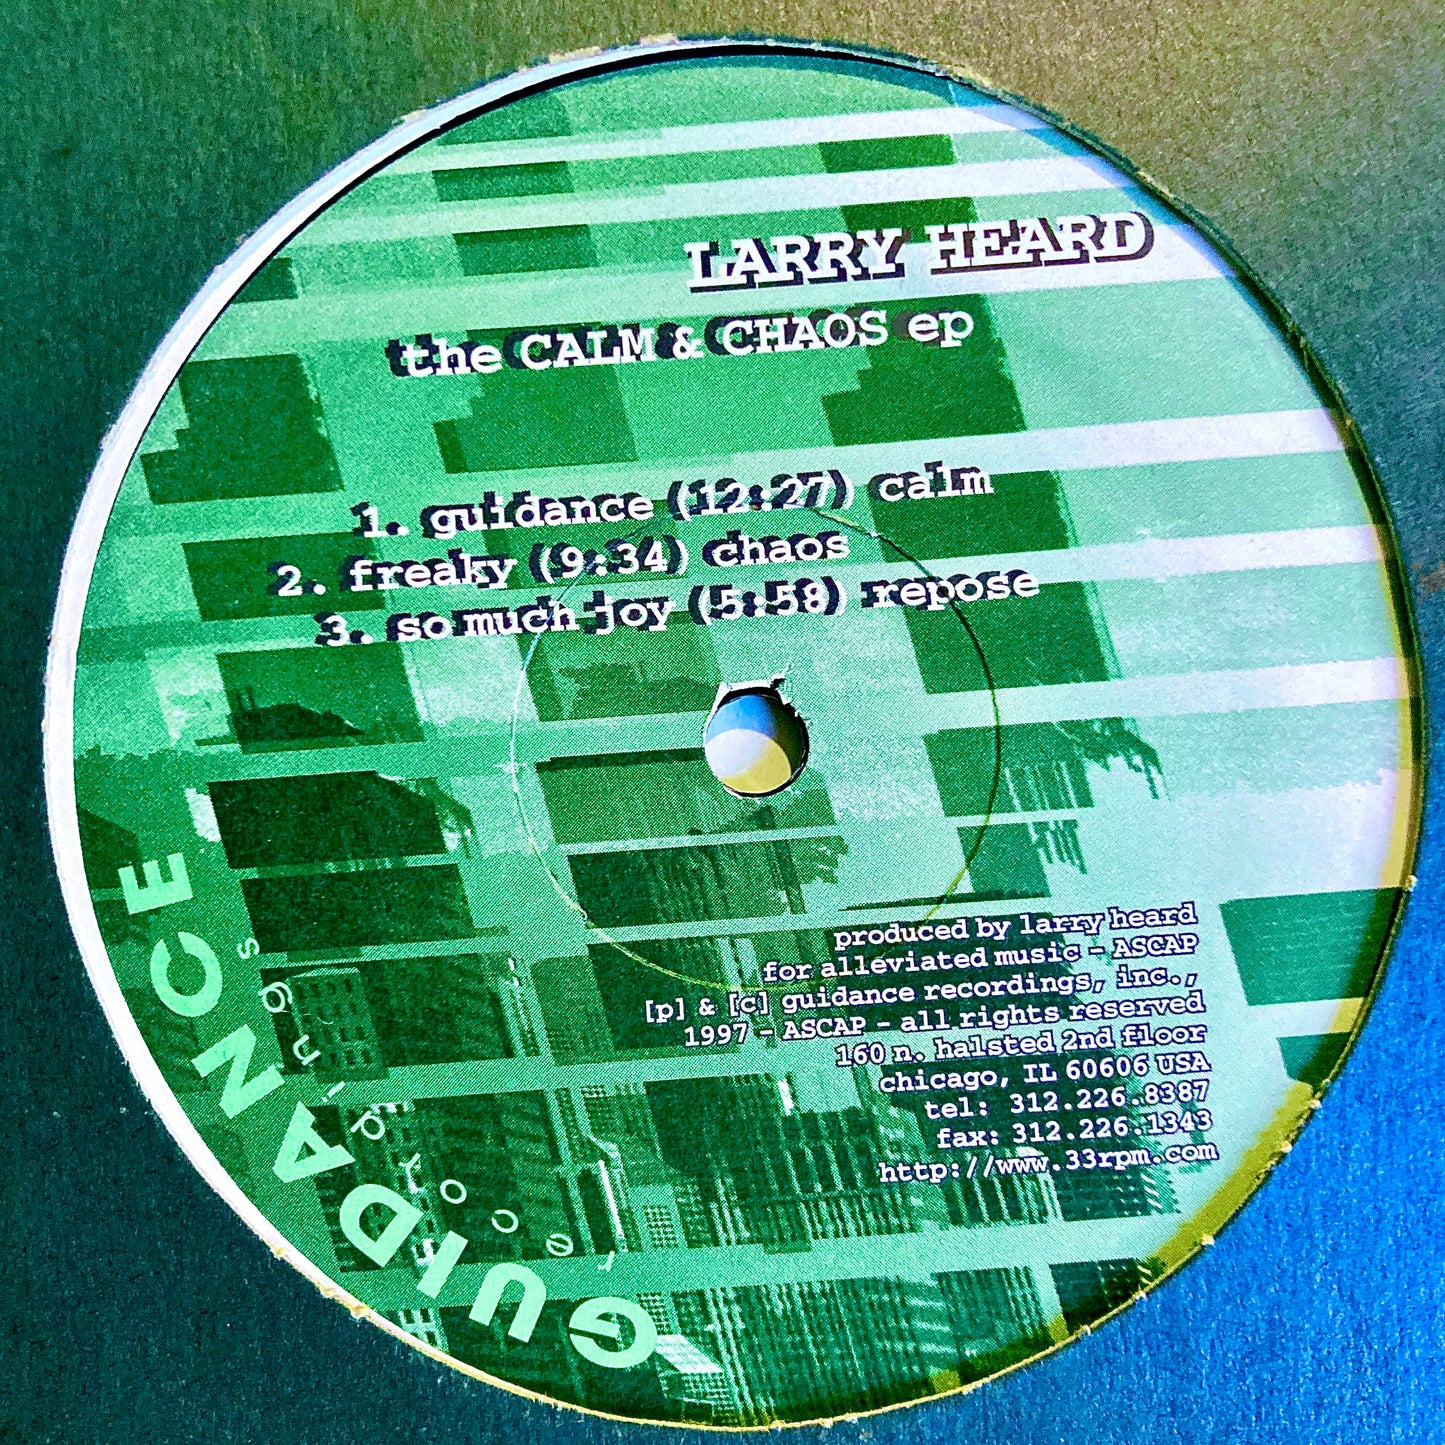 LARRY HEARD
the CALM & CHAOS ep
1. guidance (12:27) calm
2. freaky (9:34) chaos
3. so much joy (5:58) repose
produced by larry heard
for alleviated music - ASCAP
[p] & [c] guidance recordings, inc.,
1997 - ASCAP - all rights reserved
160 n. halsted 2nd floor
chicago, IL 60606 USA
tel: 312.226.8387
fax: 312.226.1343
http://www.33rpm.com
GUIDANCE
recordings